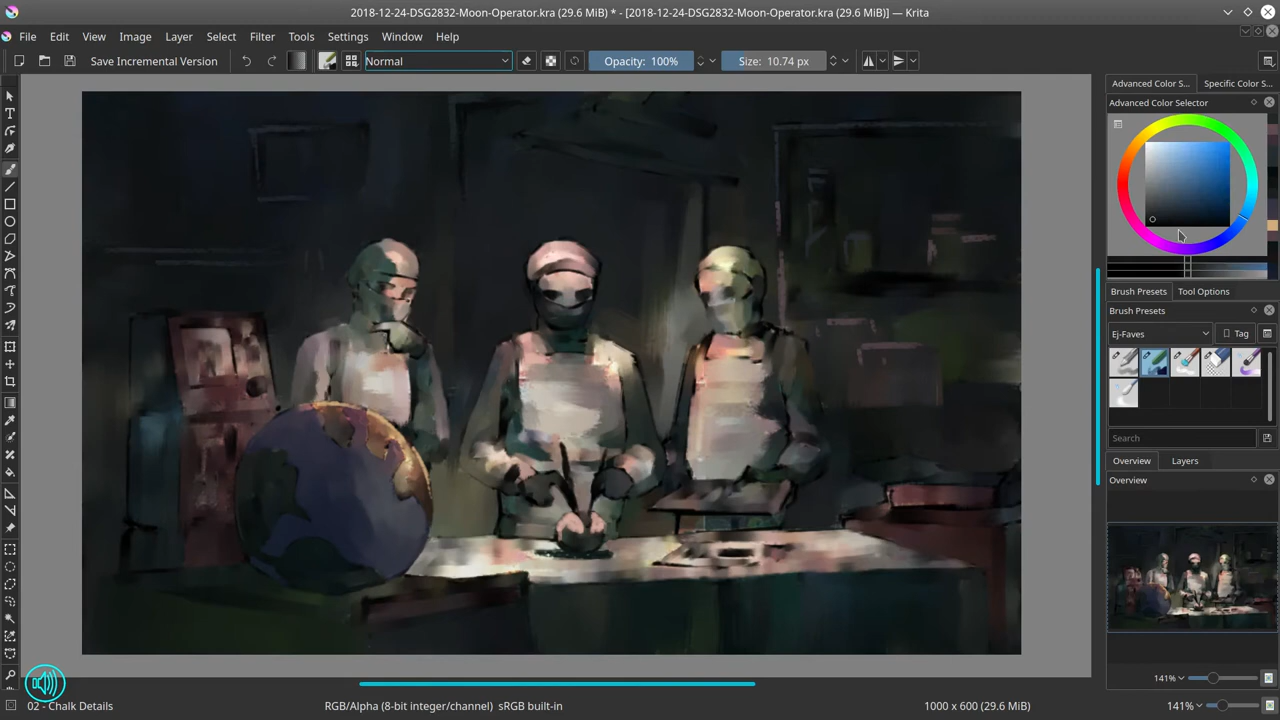 2018-12-24-DSG2832-Moon-Operator.kra (29.6 MiB) * - [2018-12-24-DSG2832-Moon-Operator.kra (29.6 MiB)] — Krita
File Edit View Image Layer Select Filter Tools Settings Window Help
Save Incremental Version Normal Opacity: 100% Size: 10.74 px
Advanced Color S... Specific Color S...
Advanced Color Selector
Brush Presets Tool Options
Brush Presets
Ej-Faves Tag
Search
Overview Layers
Overview
141%
02 - Chalk Details RGB/Alpha (8-bit integer/channel) sRGB built-in 1000 x 600 (29.6 MiB) 141%